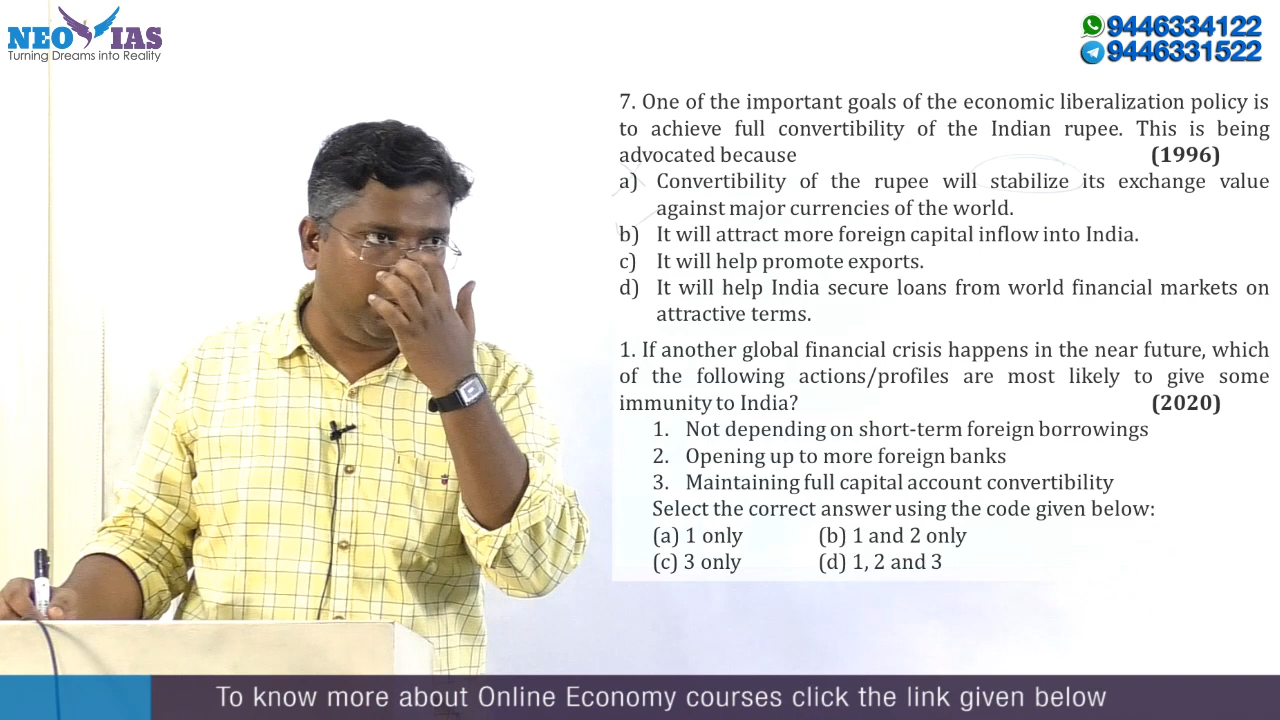 NEO IAS
Turning Dreams into Reality
9446334122
9446331522
7. One of the important goals of the economic liberalization policy is
to achieve full convertibility of the Indian rupee. This is being
advocated because (1996)
a) Convertibility of the rupee will stabilize its exchange value
against major currencies of the world.
b) It will attract more foreign capital inflow into India.
c) It will help promote exports.
d) It will help India secure loans from world financial markets on
attractive terms.
1. If another global financial crisis happens in the near future, which
of the following actions/profiles are most likely to give some
immunity to India? (2020)
1. Not depending on short-term foreign borrowings
2. Opening up to more foreign banks
3. Maintaining full capital account convertibility
Select the correct answer using the code given below:
(a) 1 only (b) 1 and 2 only
(c) 3 only (d) 1, 2 and 3
To know more about Online Economy courses click the link given below